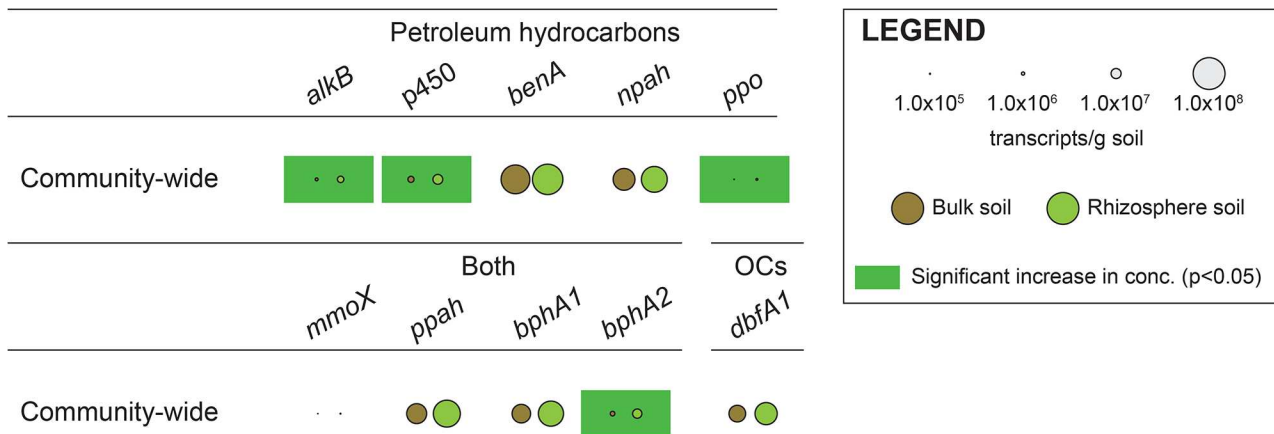 Petroleum hydrocarbons
alkB p450 benA npah ppo
Community-wide
Both OCs
mmoX ppah bphA1 bphA2 dbfA1
Community-wide
LEGEND
1.0x10⁵ 1.0x10⁶ 1.0x10⁷ 1.0x10⁸
transcripts/g soil
Bulk soil Rhizosphere soil
Significant increase in conc. (p<0.05)